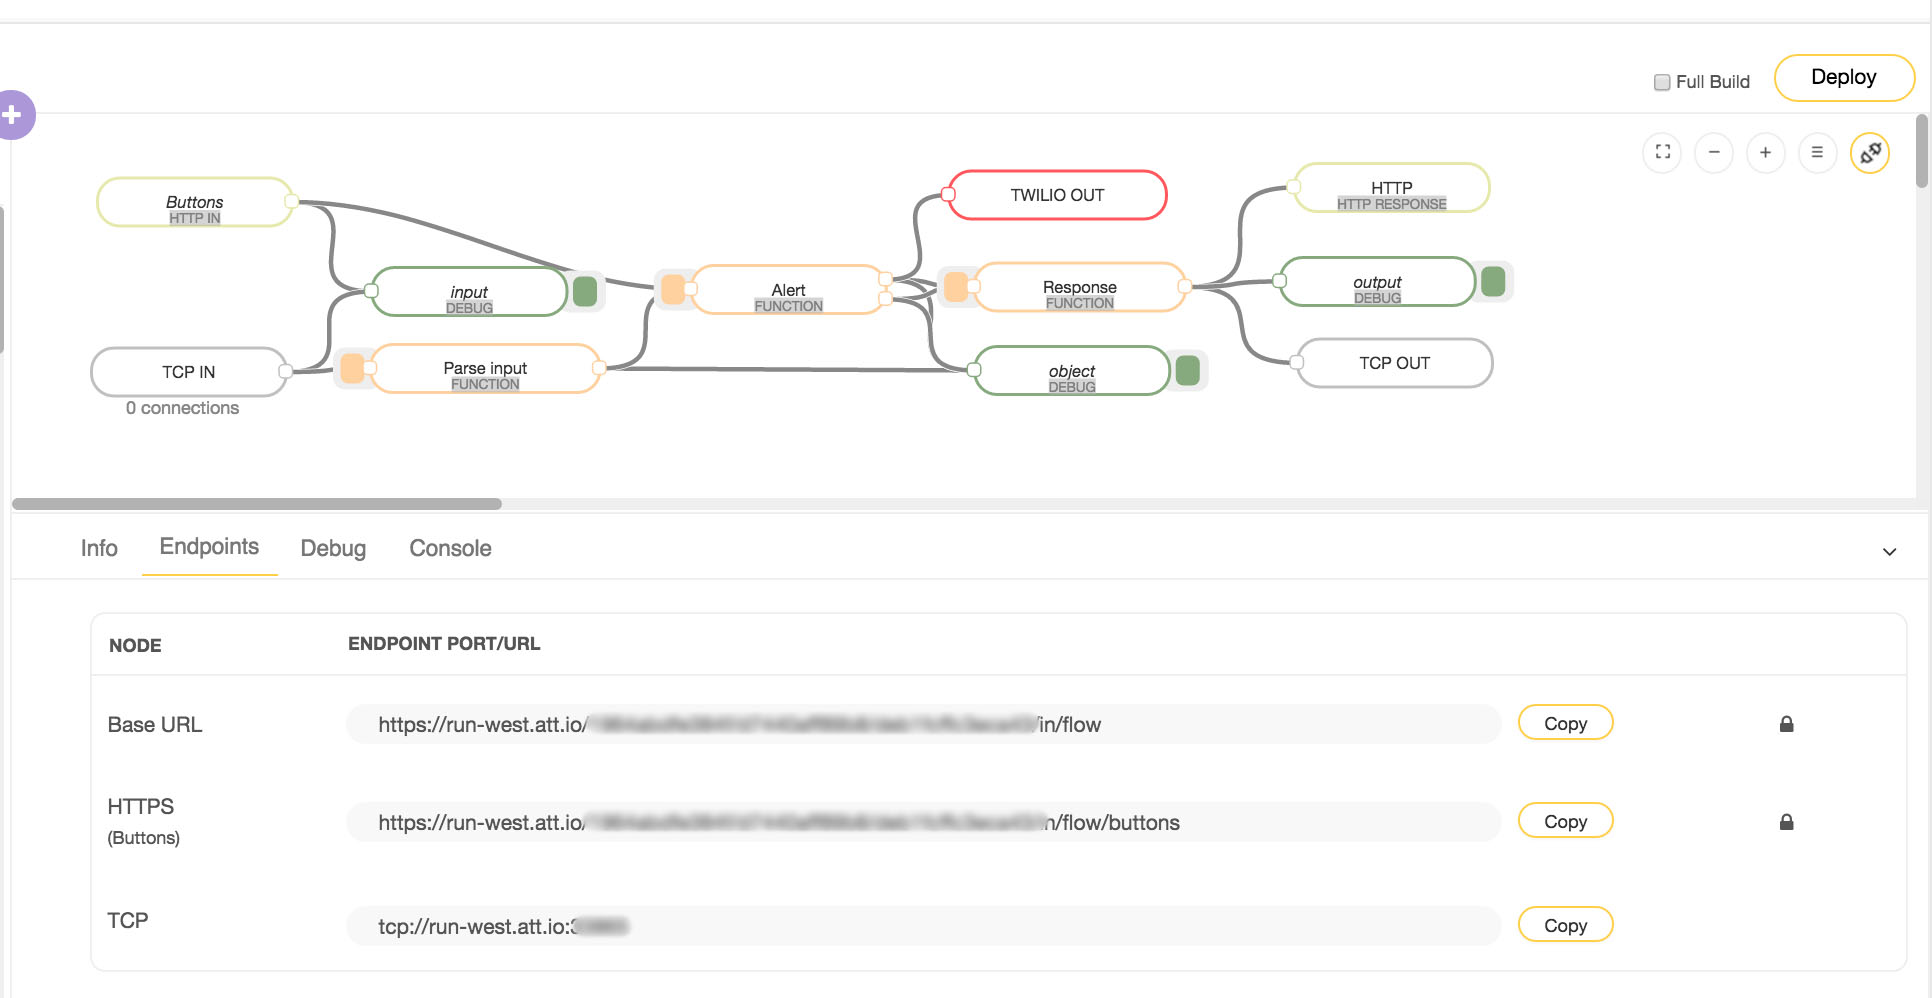 Full Build
Deploy
Buttons
HTTP IN
TCP IN
0 connections
input
DEBUG
Parse input
FUNCTION
Alert
FUNCTION
TWILIO OUT
Response
FUNCTION
object
DEBUG
HTTP
HTTP RESPONSE
output
DEBUG
TCP OUT
Info Endpoints Debug Console
NODE ENDPOINT PORT/URL
Base URL https://run-west.att.io/ /in/flow Copy
HTTPS https://run-west.att.io/ n/flow/buttons Copy
(Buttons)
TCP tcp://run-west.att.io: Copy